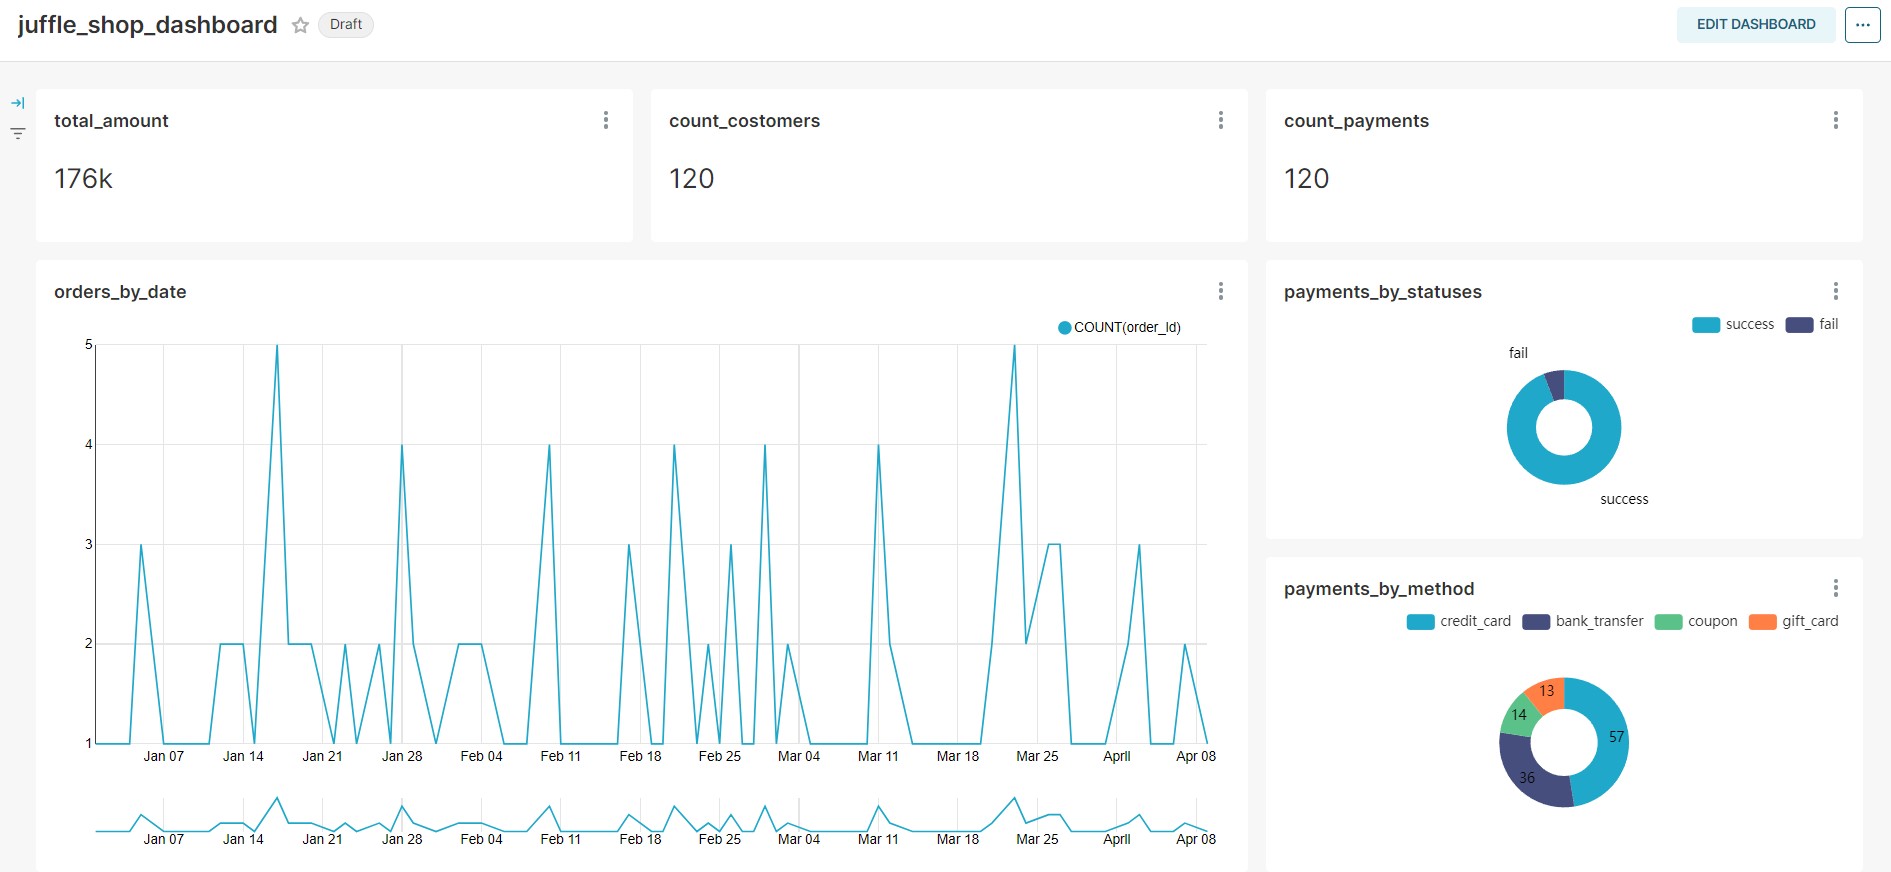 juffle_shop_dashboard Draft EDIT DASHBOARD ...
total_amount count_costomers count_payments
176k 120 120
orders_by_date
COUNT(order_Id)
5
4
3
2
1
Jan 07 Jan 14 Jan 21 Jan 28 Feb 04 Feb 11 Feb 18 Feb 25 Mar 04 Mar 11 Mar 18 Mar 25 April Apr 08
Jan 07 Jan 14 Jan 21 Jan 28 Feb 04 Feb 11 Feb 18 Feb 25 Mar 04 Mar 11 Mar 18 Mar 25 April Apr 08
payments_by_statuses
success fail
fail
success
payments_by_method
credit_card bank_transfer coupon gift_card
13
14
57
36